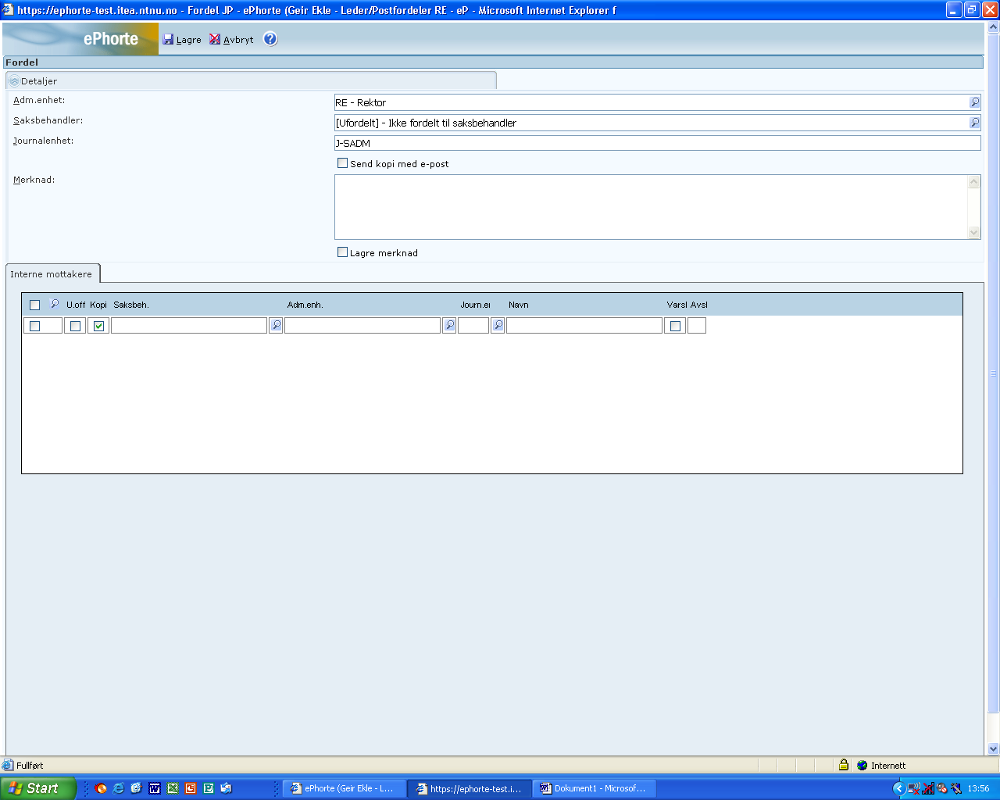 https://ephorte-test.itea.ntnu.no - Fordel JP - ePhorte (Geir Ekle - Leder/Postfordeler RE - eP - Microsoft Internet Explorer f
ePhorte Lagre Avbryt ?
Fordel
Detaljer
Adm.enhet: RE - Rektor
Saksbehandler: [Ufordelt] - Ikke fordelt til saksbehandler
Journalenhet: J-SADM
Send kopi med e-post
Merknad:
Lagre merknad
Interne mottakere
U.off Kopi Saksbeh. Adm.enh. Journ.er Navn Varsl Avsl
Fullført Internett
Start ePhorte (Geir Ekle - L... https://ephorte-test.i... Dokument1 - Microsof... 13:56